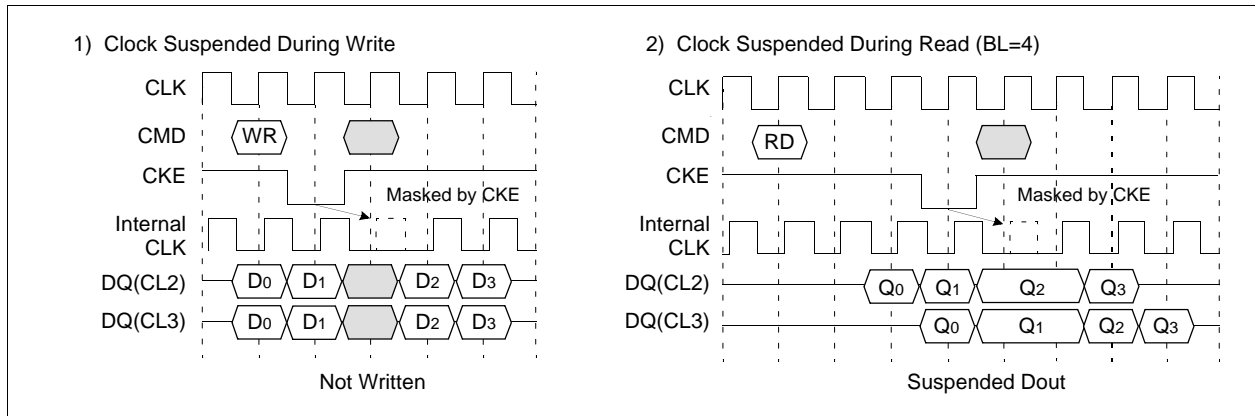 1) Clock Suspended During Write
CLK
CMD
WR
CKE
Masked by CKE
Internal
CLK
DQ(CL2)
D0 D1 D2 D3
DQ(CL3)
D0 D1 D2 D3
Not Written
2) Clock Suspended During Read (BL=4)
CLK
CMD
RD
CKE
Masked by CKE
Internal
CLK
DQ(CL2)
Q0 Q1 Q2 Q3
DQ(CL3)
Q0 Q1 Q2 Q3
Suspended Dout